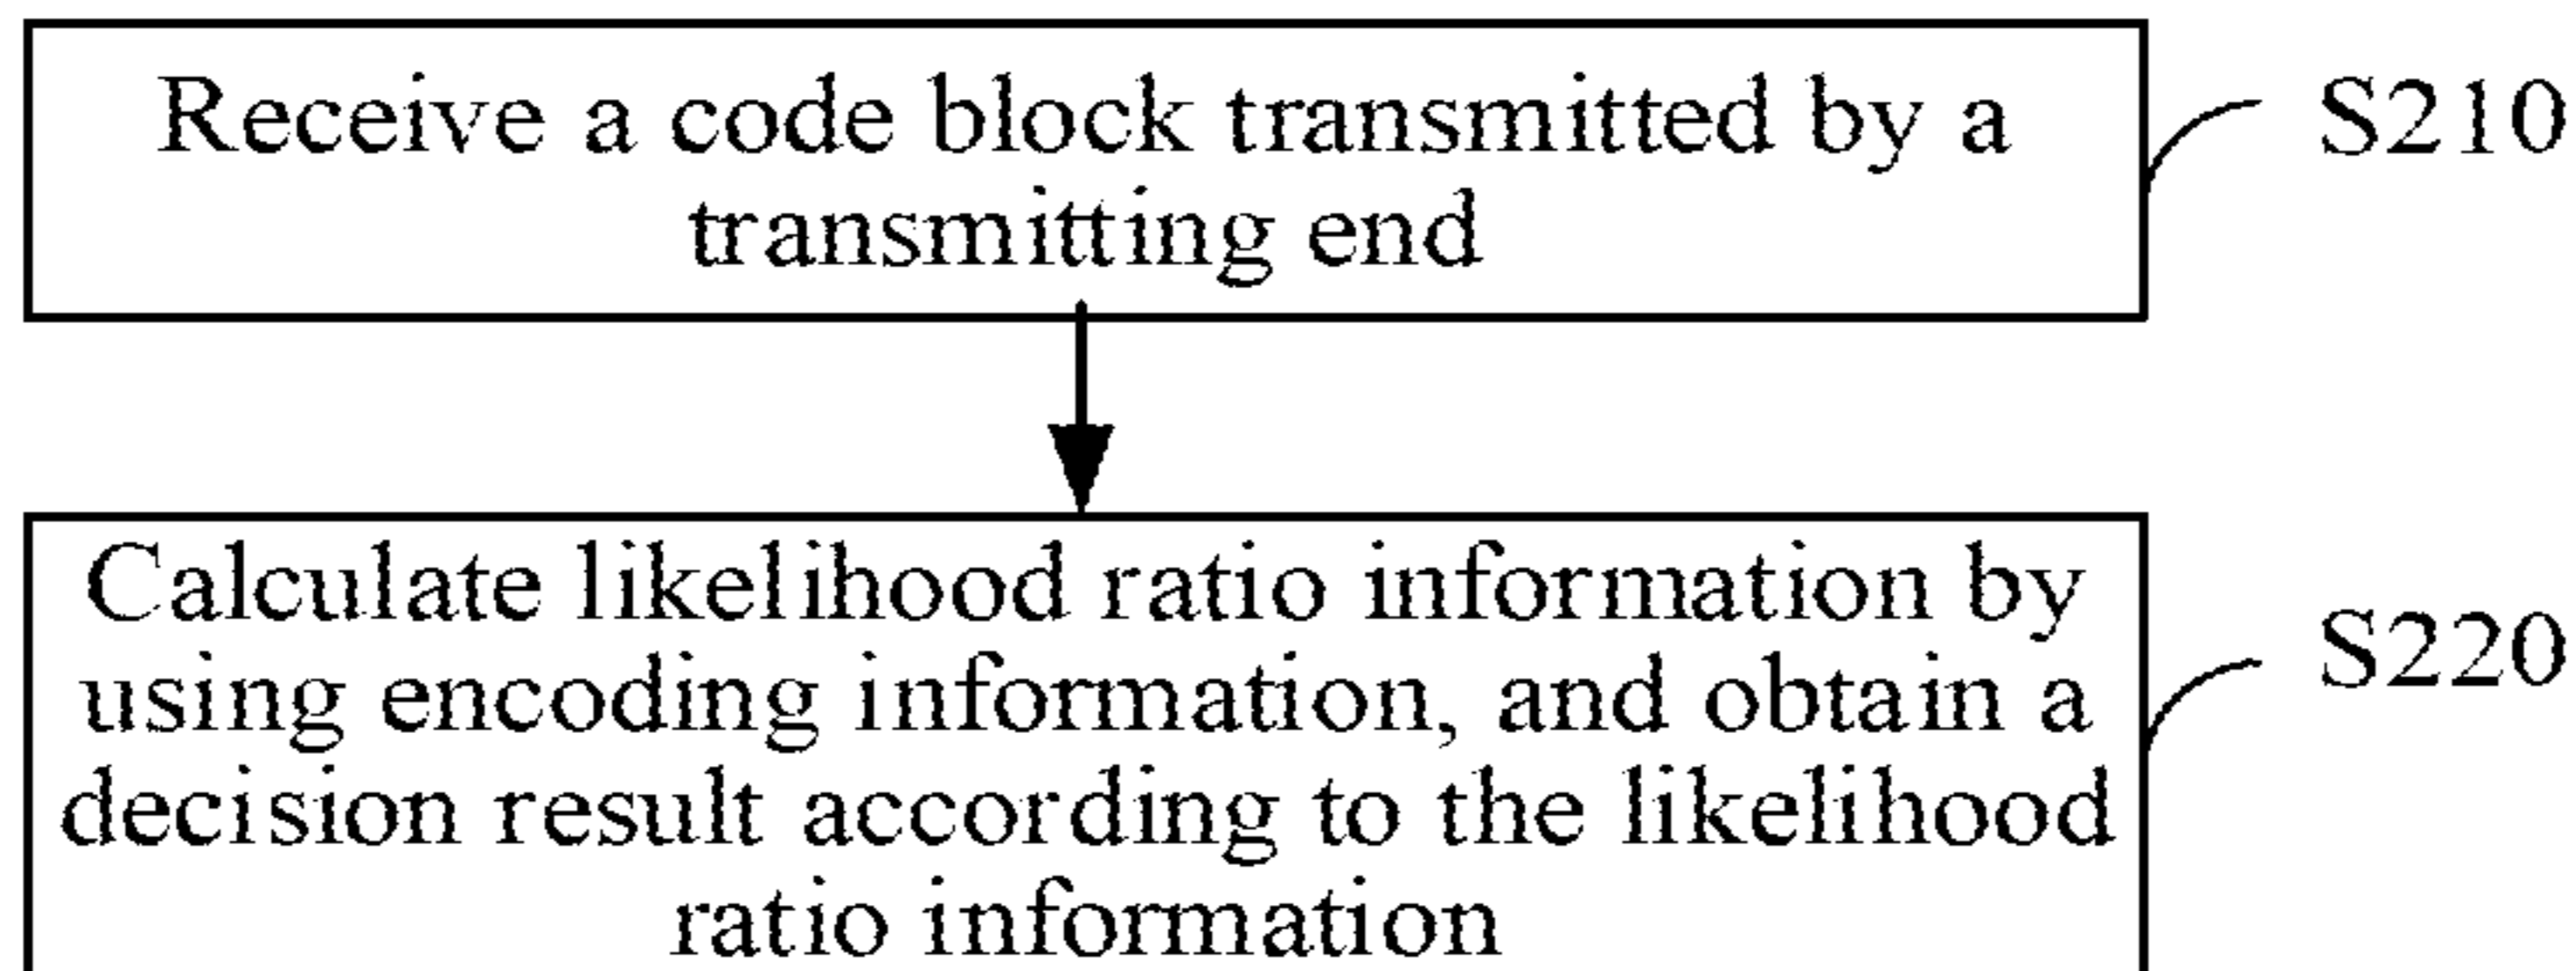 Receive a code block transmitted by a
transmitting end
S210
Calculate likelihood ratio information by
using encoding information, and obtain a
decision result according to the likelihood
ratio information
S220